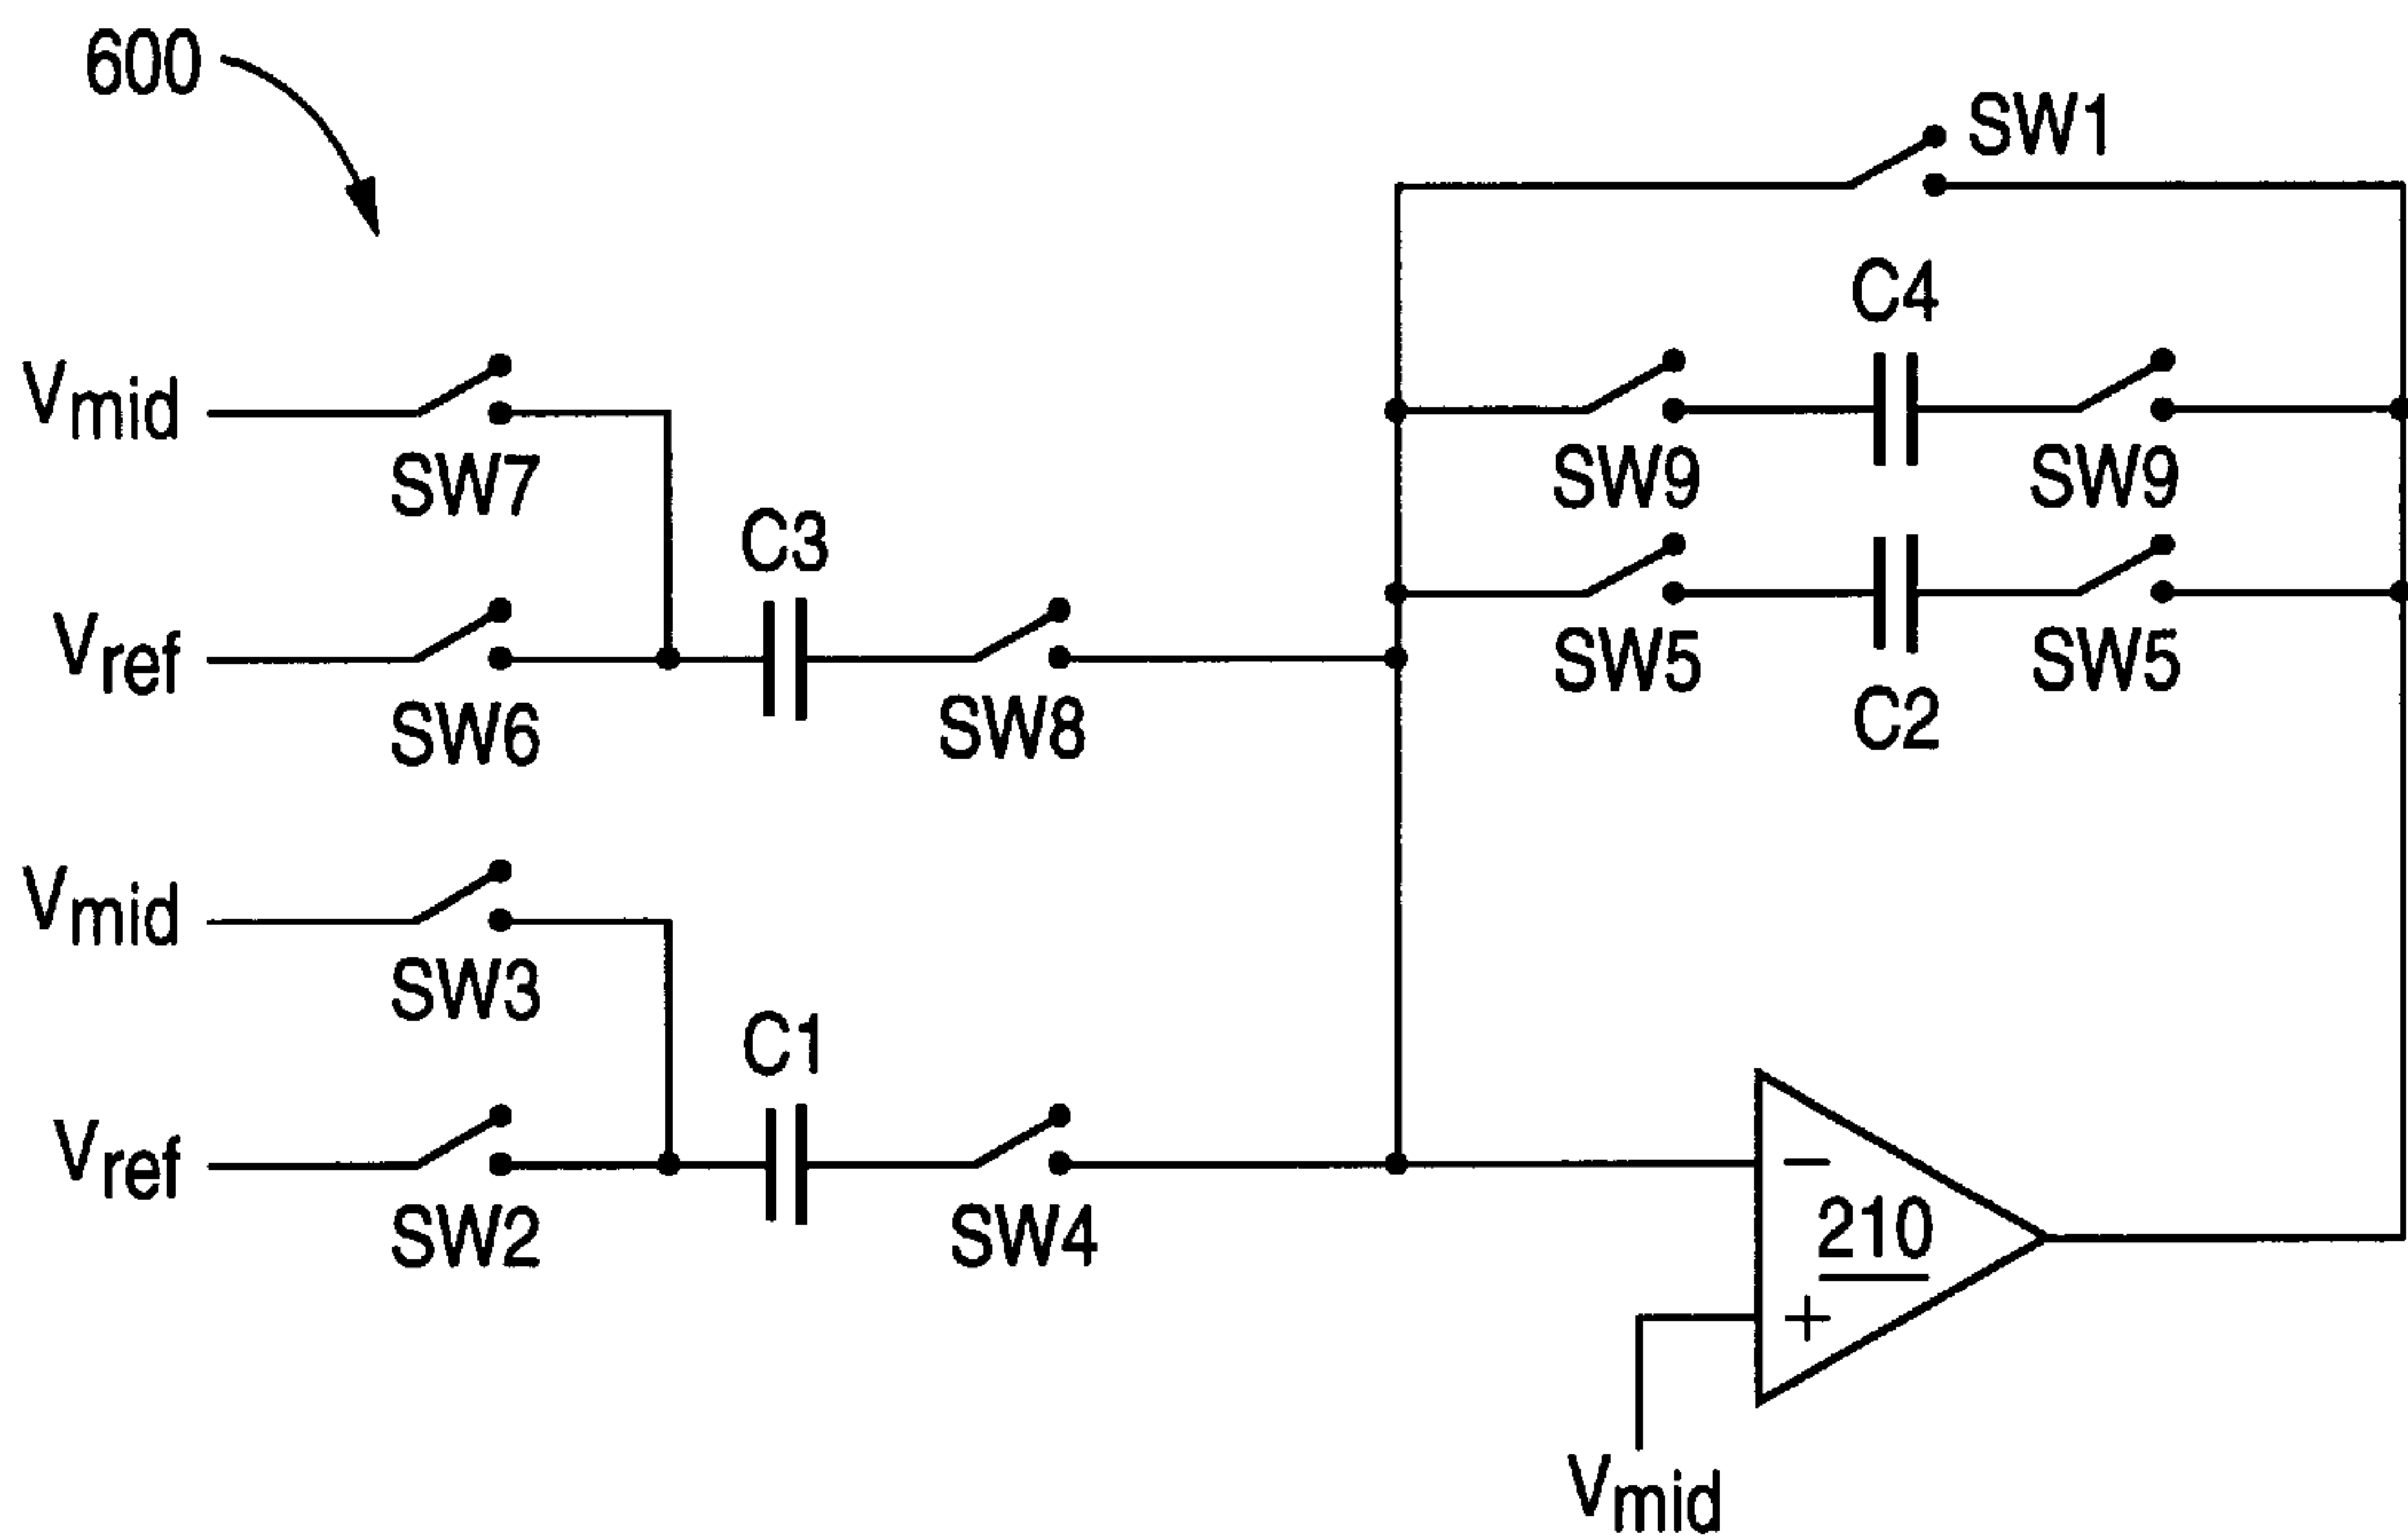 600
SW1
C4
Vmid
SW7
SW9
SW9
C3
Vref
SW6
SW8
SW5
SW5
C2
Vmid
SW3
C1
Vref
SW2
SW4
−
210
+
Vmid